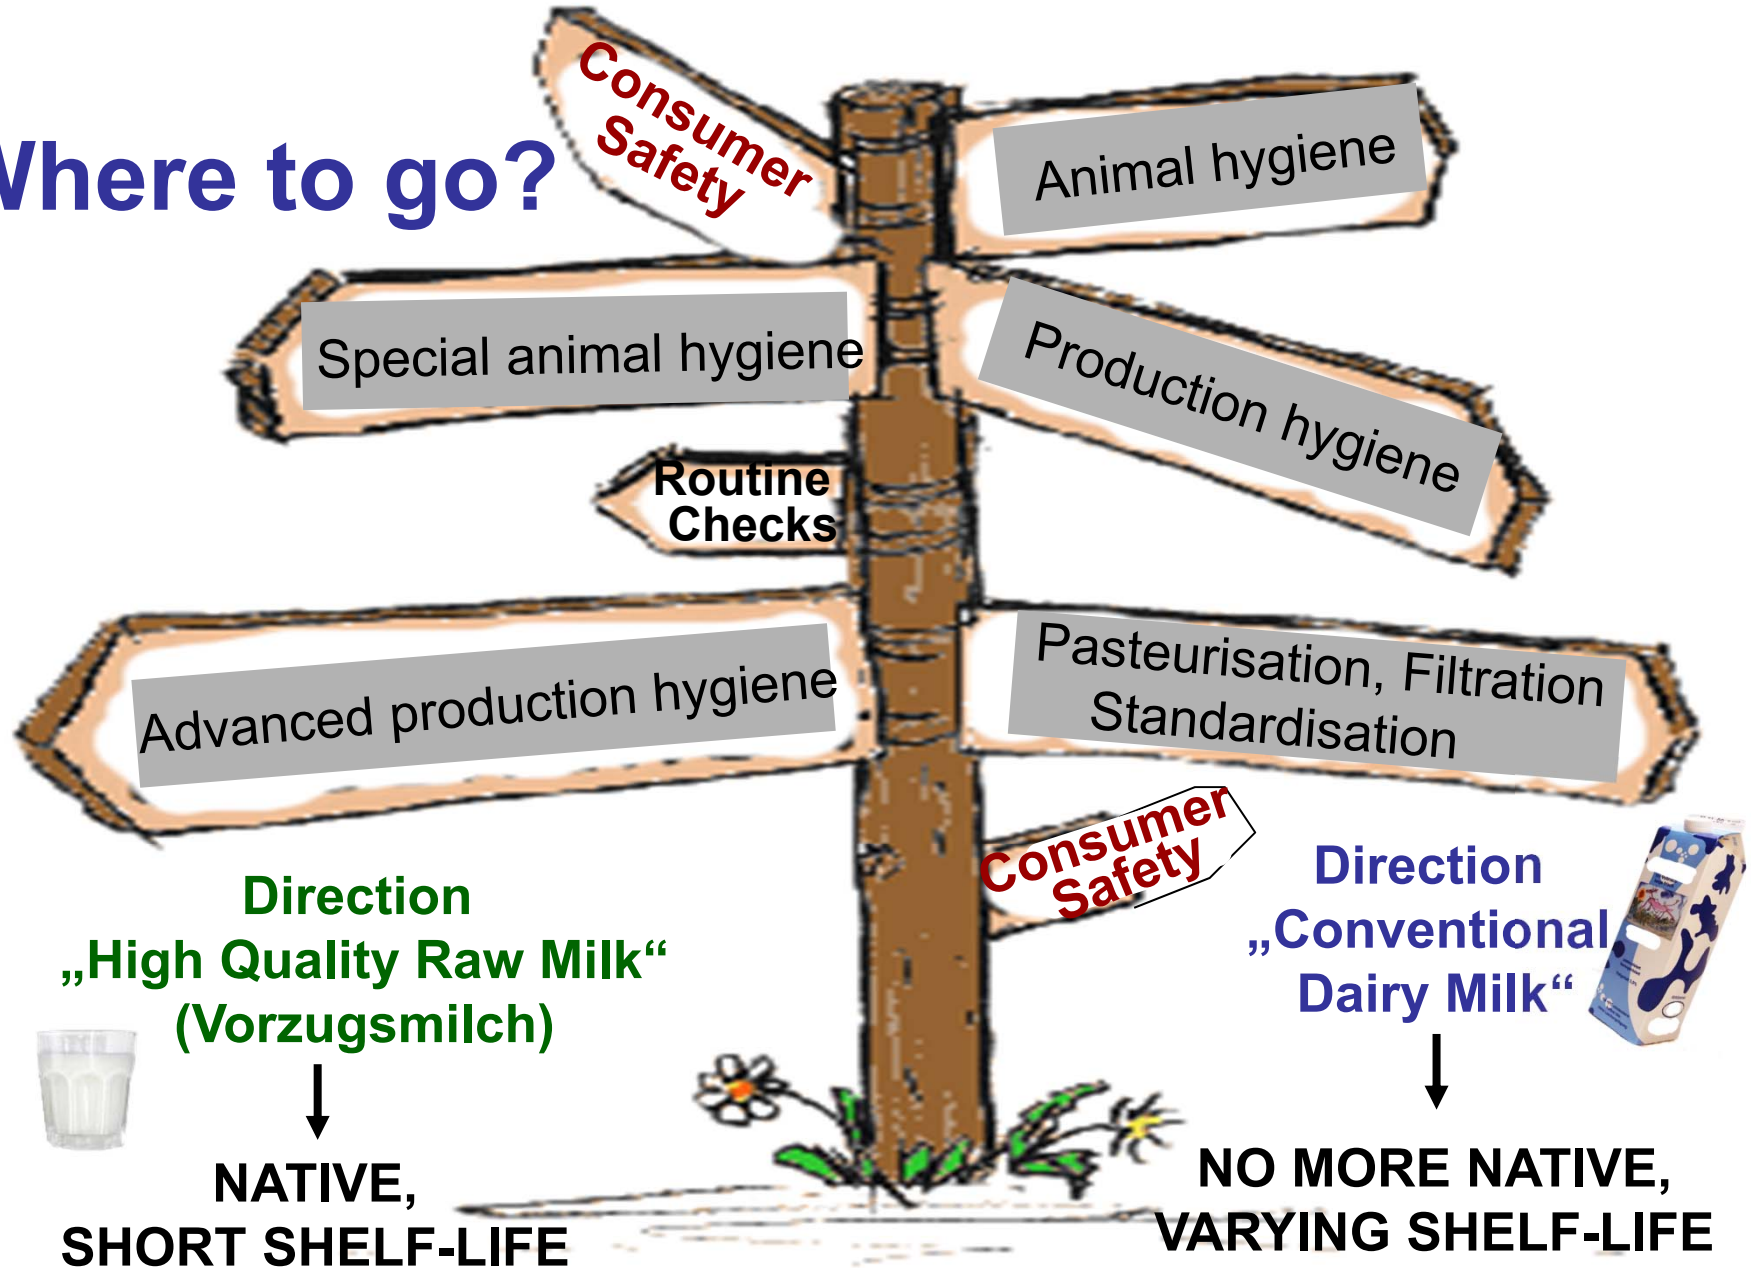 Where to go?
Consumer
Safety
Animal hygiene
Special animal hygiene
Production hygiene
Routine
Checks
Advanced production hygiene
Pasteurisation, Filtration
Standardisation
Consumer
Safety
Direction
„High Quality Raw Milk“
(Vorzugsmilch)
NATIVE,
SHORT SHELF-LIFE
Direction
„Conventional
Dairy Milk“
NO MORE NATIVE,
VARYING SHELF-LIFE